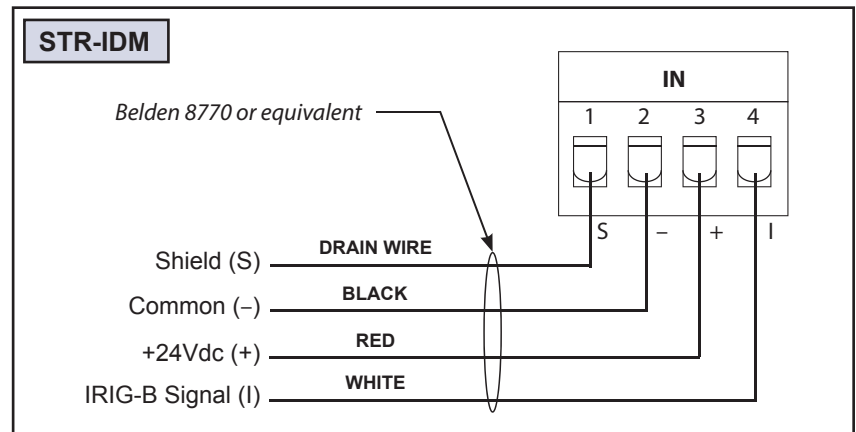 STR-IDM
IN
Belden 8770 or equivalent
1 2 3 4
S – + I
Shield (S) DRAIN WIRE
Common (–) BLACK
+24Vdc (+) RED
IRIG-B Signal (I) WHITE